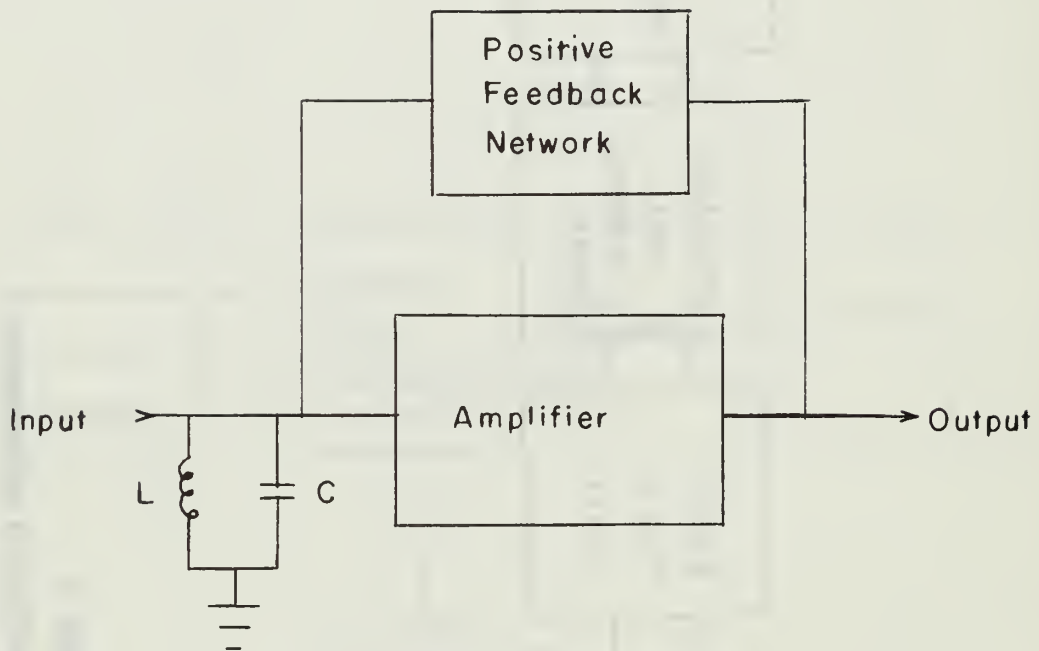 Positive
Feedback
Network
Input
Amplifier
Output
L
C